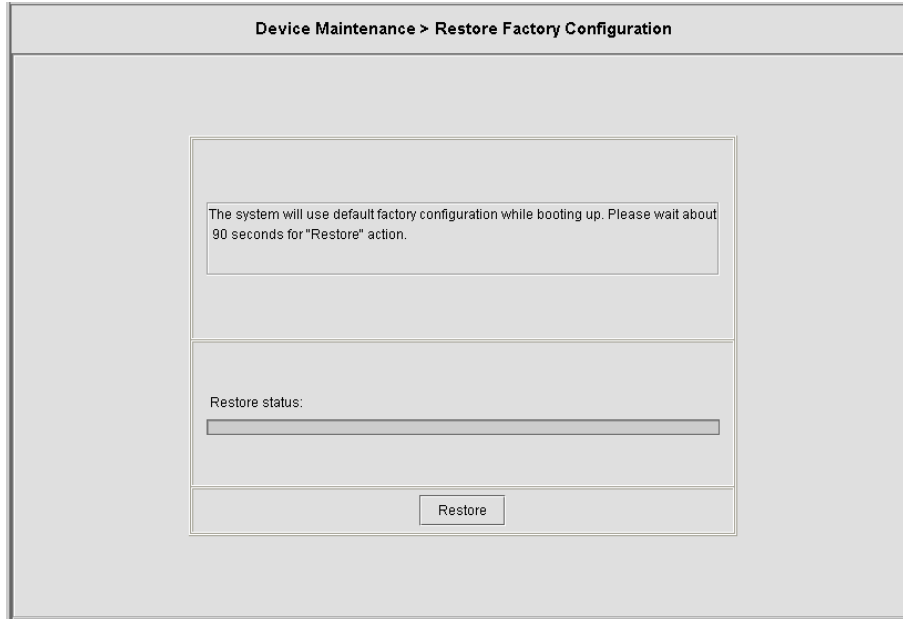 Device Maintenance > Restore Factory Configuration
The system will use default factory configuration while booting up. Please wait about
90 seconds for "Restore" action.
Restore status:
Restore